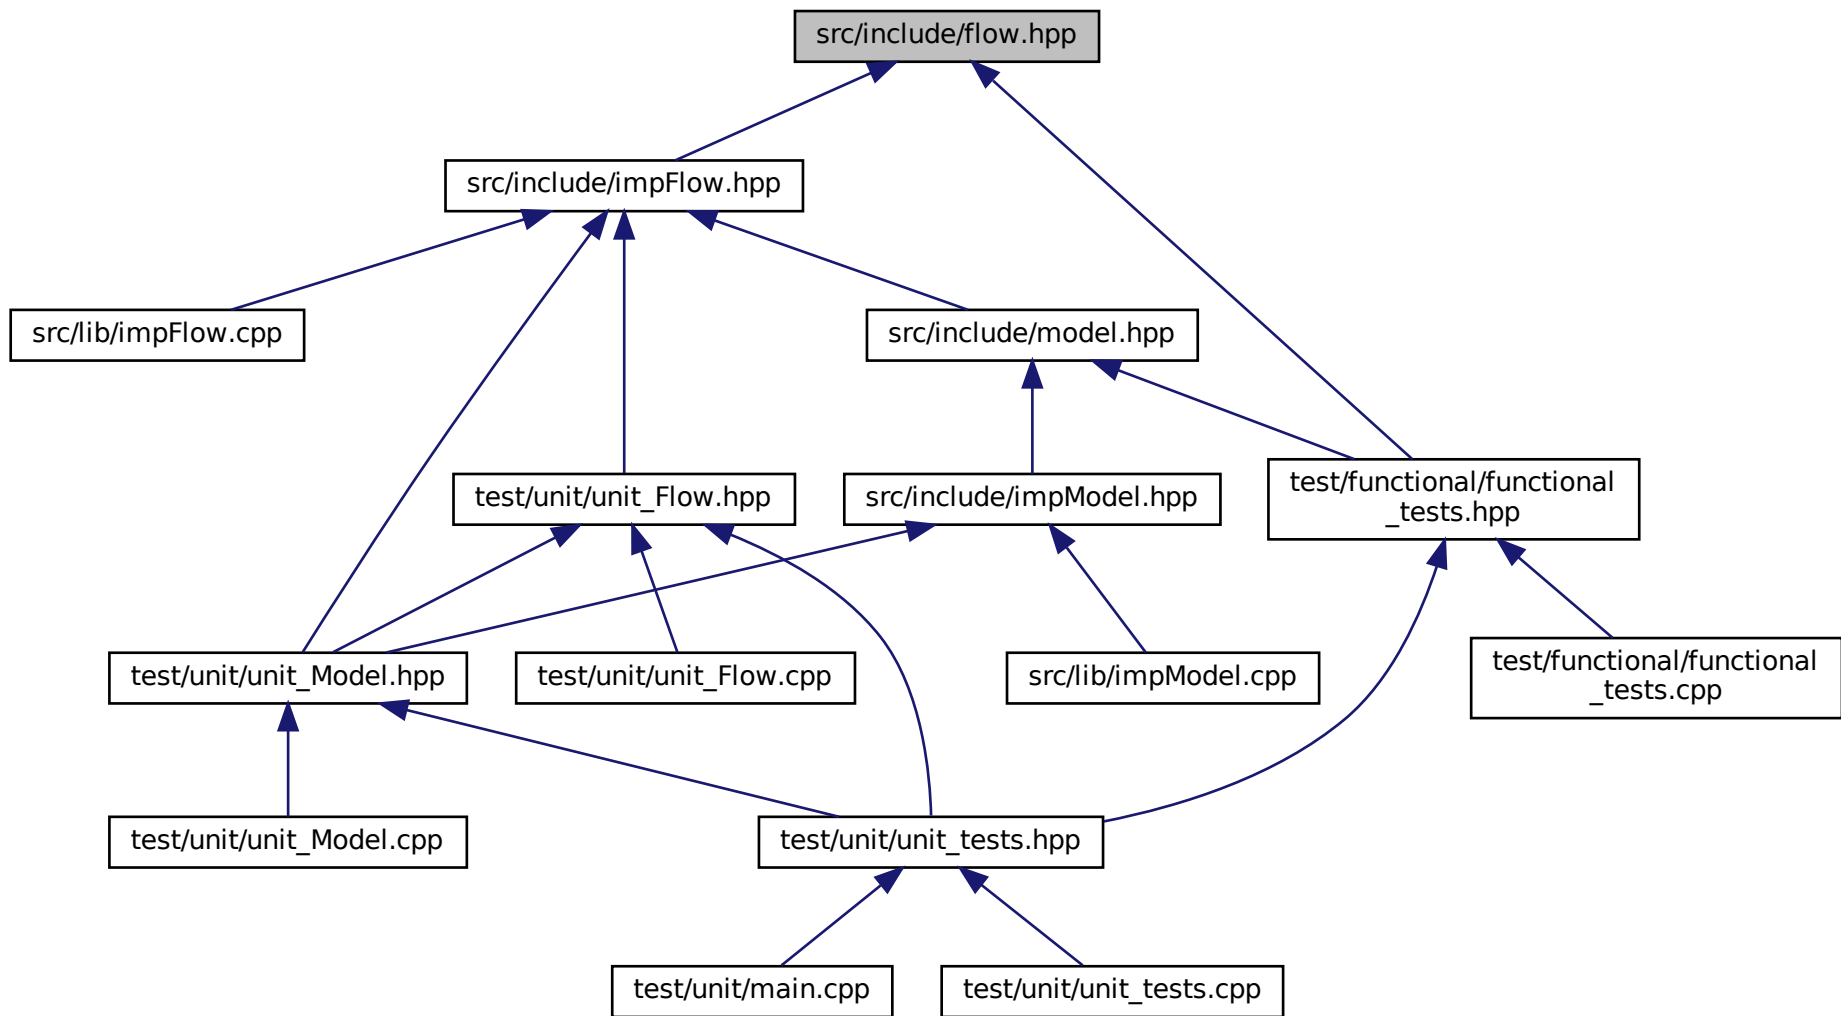 src/include/flow.hpp
src/include/impFlow.hpp
src/lib/impFlow.cpp
src/include/model.hpp
test/unit/unit_Flow.hpp
src/include/impModel.hpp
test/functional/functional
_tests.hpp
test/unit/unit_Model.hpp
test/unit/unit_Flow.cpp
src/lib/impModel.cpp
test/functional/functional
_tests.cpp
test/unit/unit_Model.cpp
test/unit/unit_tests.hpp
test/unit/main.cpp
test/unit/unit_tests.cpp